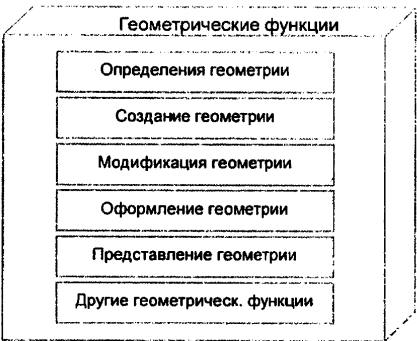 Геометрические функции
Определения геометрии
Создание геометрии
Модификация геометрии
Оформление геометрии
Представление геометрии
Другие геометрическ. функции